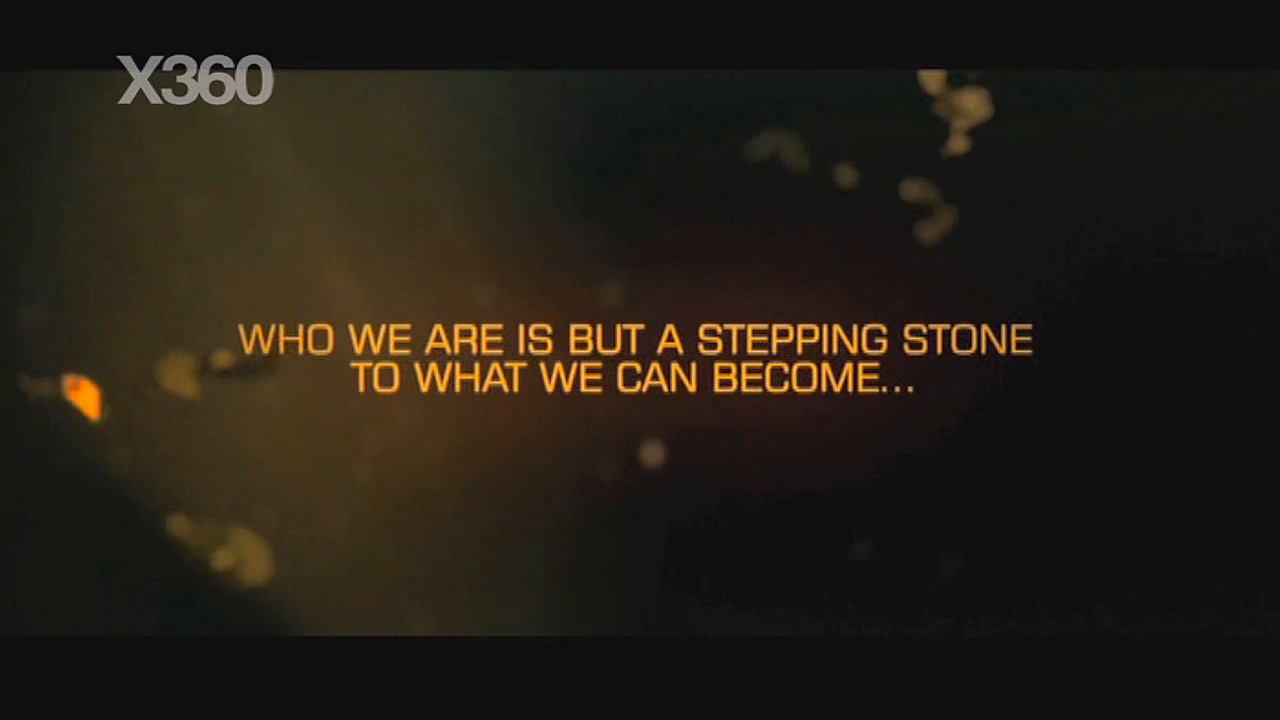 X360
WHO WE ARE IS BUT A STEPPING STONE
TO WHAT WE CAN BECOME...